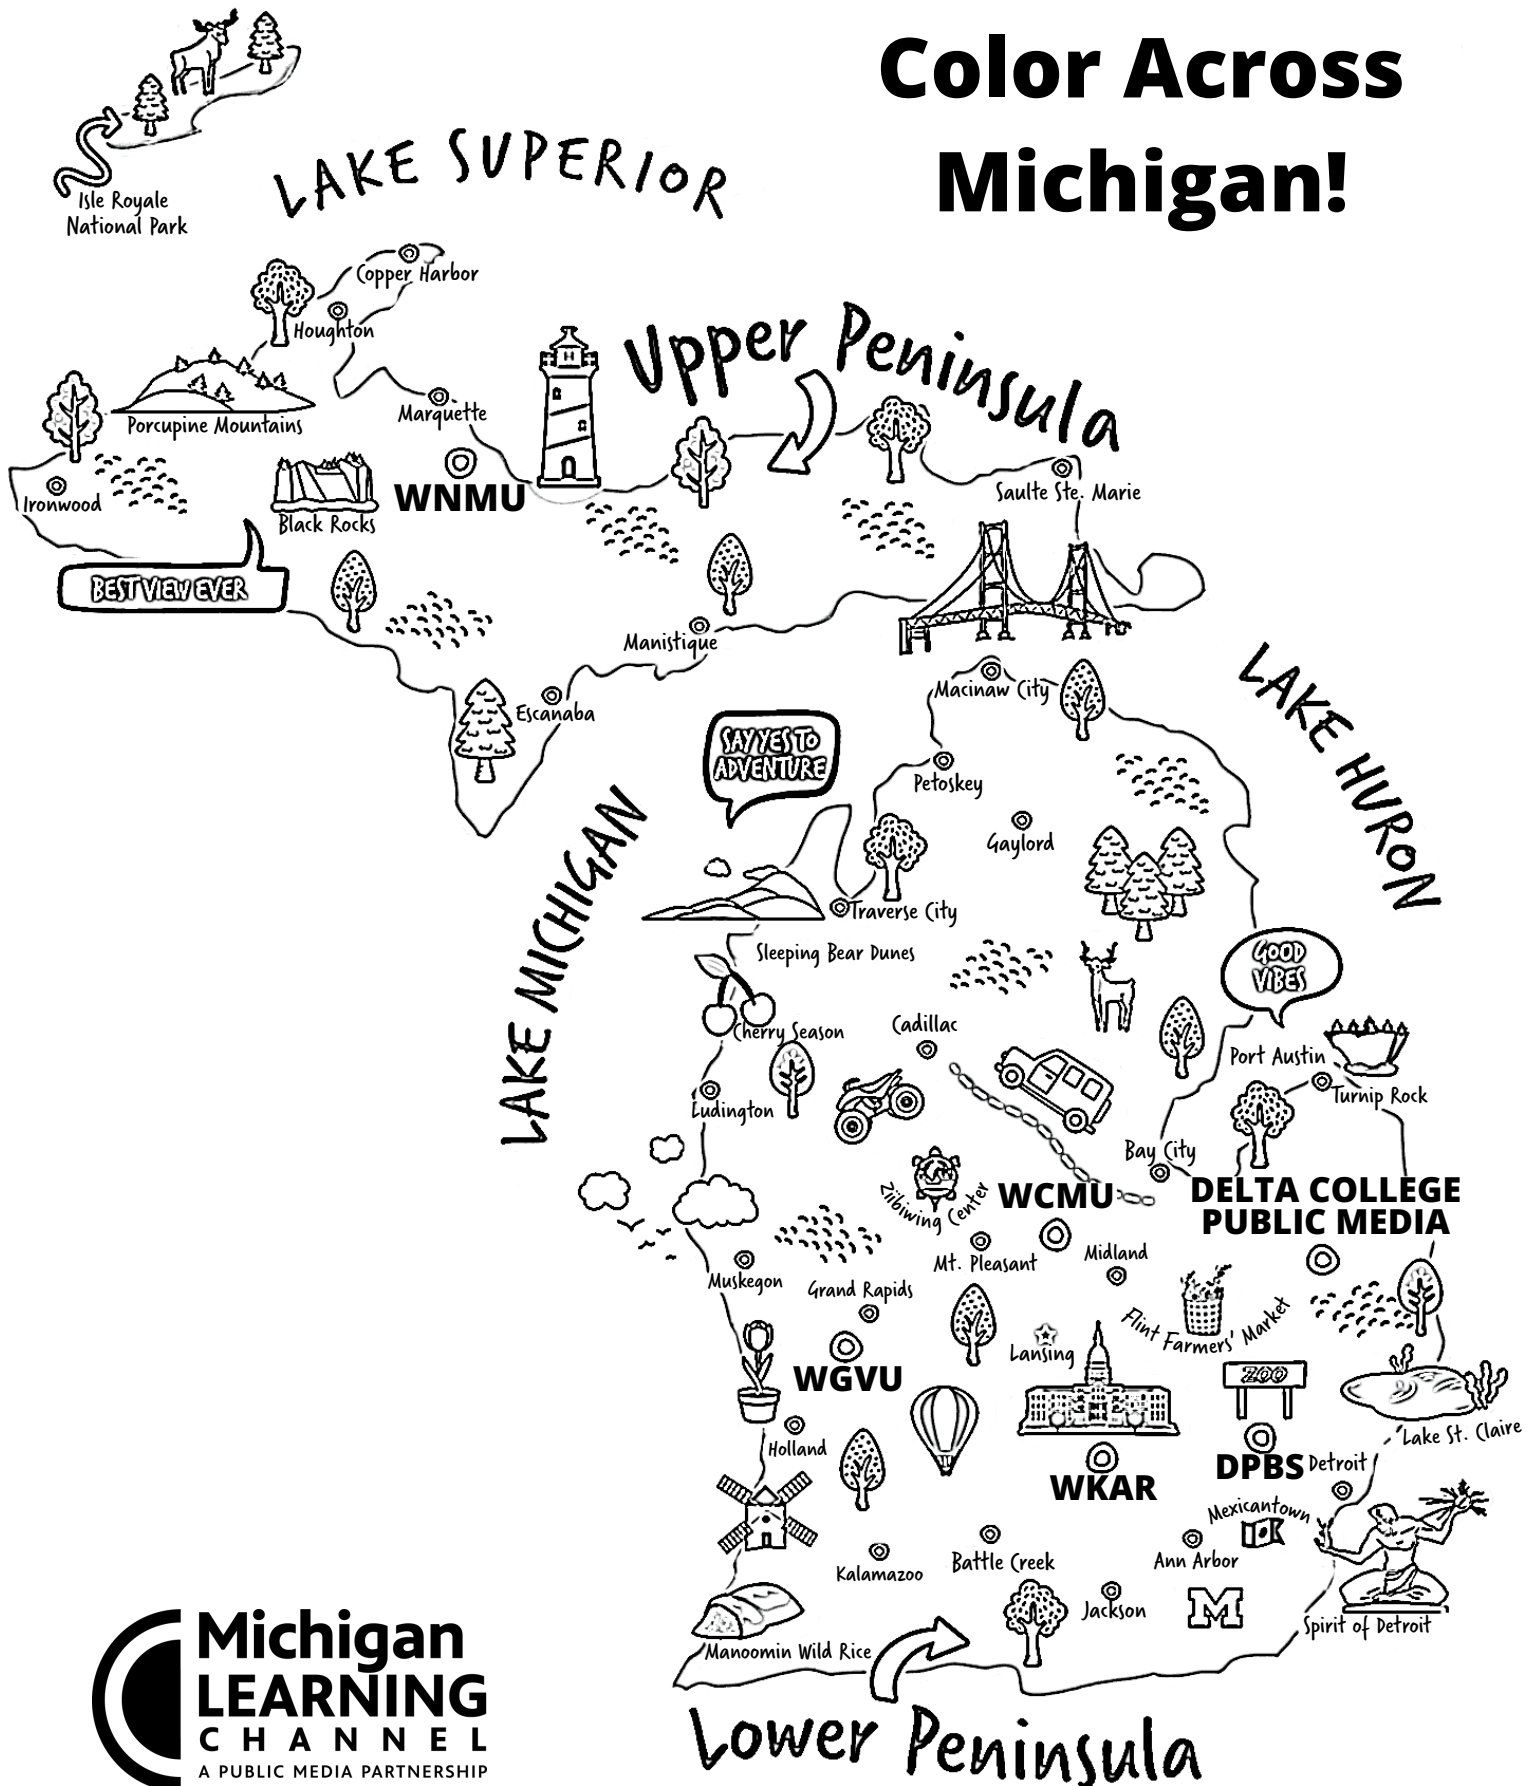 Color Across
Michigan!
Isle Royale
National Park
LAKE SUPERIOR
Copper Harbor
Houghton
Upper Peninsula
Porcupine Mountains
Marquette
Ironwood
Black Rocks
WNMU
Saulte Ste. Marie
BEST VIEW EVER
Manistique
Escanaba
Macinaw City
LAKE HURON
SAY YES TO
ADVENTURE
Petoskey
Gaylord
LAKE MICHIGAN
Traverse City
Sleeping Bear Dunes
GOOD
VIBES
Cherry Season
Cadillac
Port Austin
Turnip Rock
Ludington
Bay City
Ziibiwing Center
WCMU
DELTA COLLEGE
PUBLIC MEDIA
Mt. Pleasant
Midland
Muskegon
Grand Rapids
Flint Farmers' Market
Lansing
WGVU
ZOO
Holland
Lake St. Claire
WKAR
DPBS
Detroit
Mexicantown
Kalamazoo
Battle Creek
Ann Arbor
M
Jackson
Spirit of Detroit
Manoomin Wild Rice
Lower Peninsula
Michigan
LEARNING
CHANNEL
A PUBLIC MEDIA PARTNERSHIP